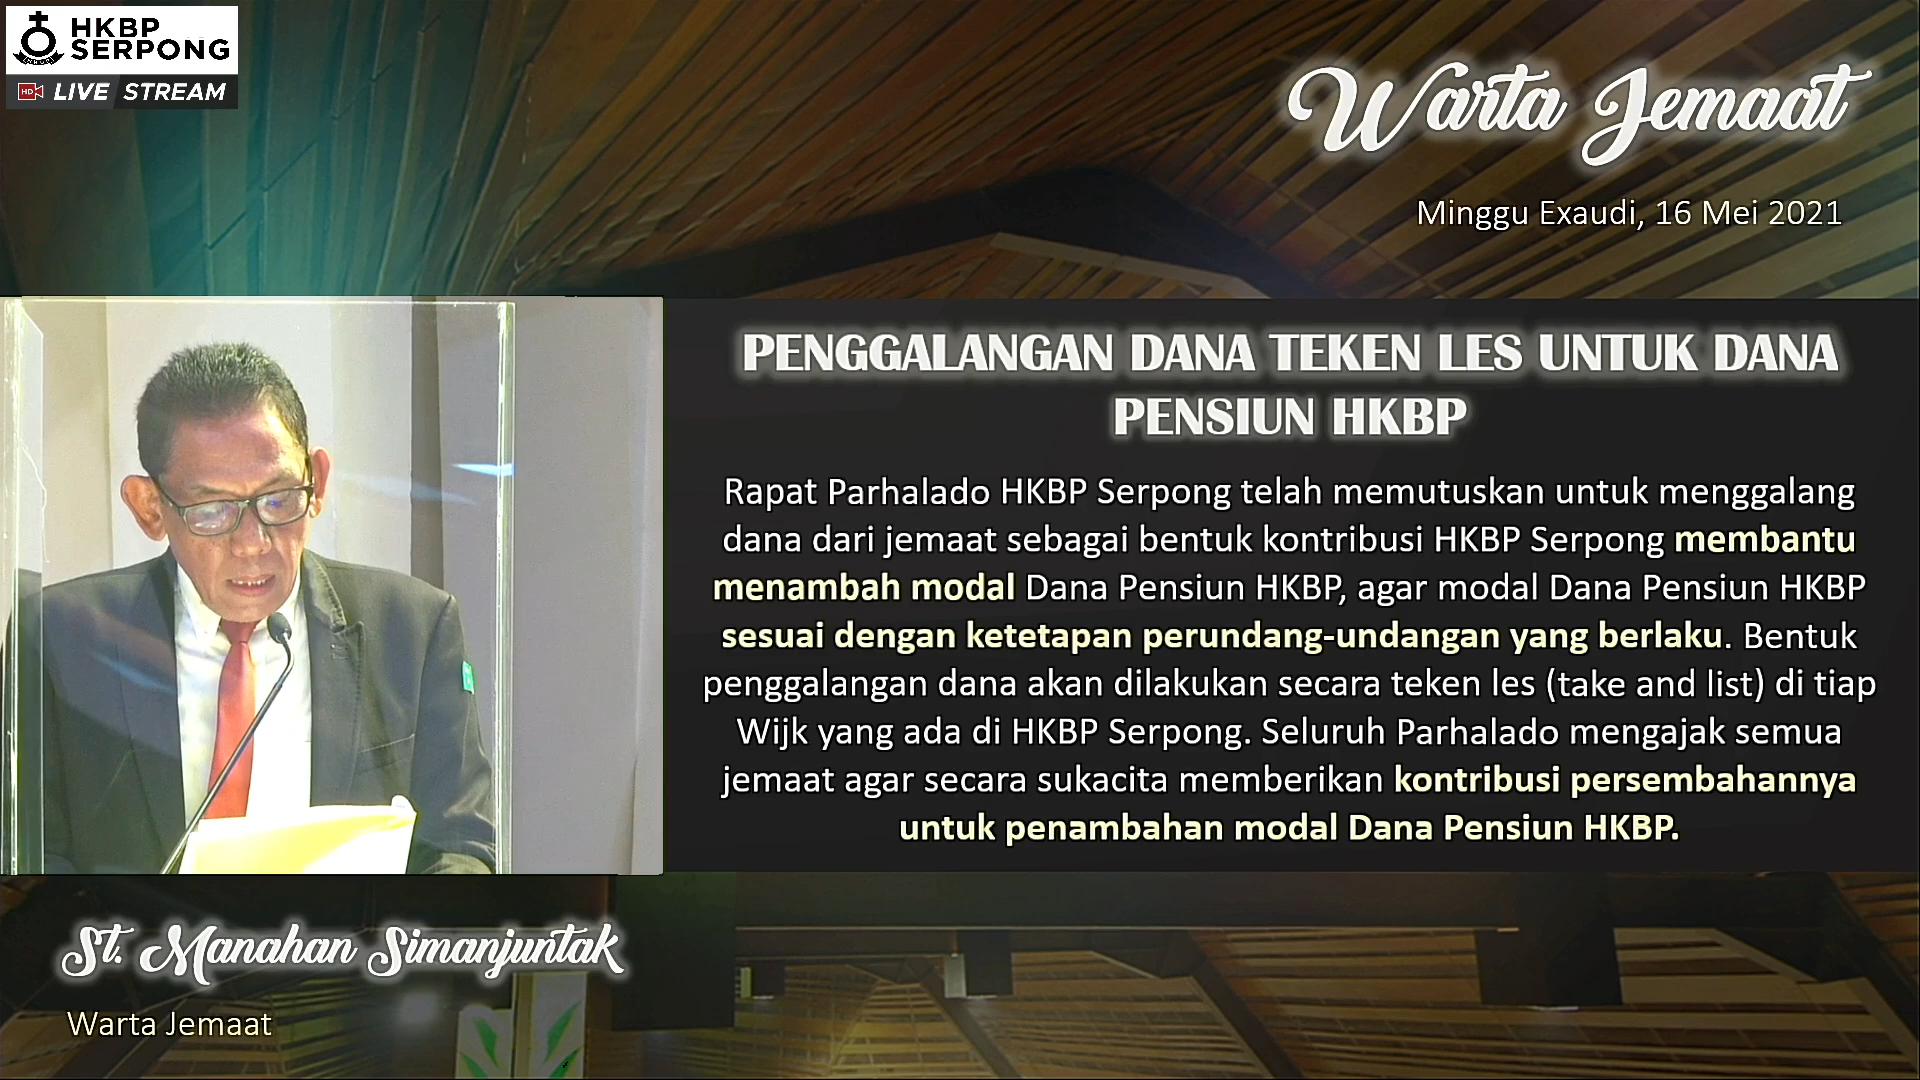 HKBP
SERPONG
HD LIVE STREAM
Warta Jemaat
Minggu Exaudi, 16 Mei 2021
PENGGALANGAN DANA TEKEN LES UNTUK DANA
PENSIUN HKBP
Rapat Parhalado HKBP Serpong telah memutuskan untuk menggalang
dana dari jemaat sebagai bentuk kontribusi HKBP Serpong membantu
menambah modal Dana Pensiun HKBP, agar modal Dana Pensiun HKBP
sesuai dengan ketetapan perundang-undangan yang berlaku. Bentuk
penggalangan dana akan dilakukan secara teken les (take and list) di tiap
Wijk yang ada di HKBP Serpong. Seluruh Parhalado mengajak semua
jemaat agar secara sukacita memberikan kontribusi persembahannya
untuk penambahan modal Dana Pensiun HKBP.
St. Manahan Simanjuntak
Warta Jemaat